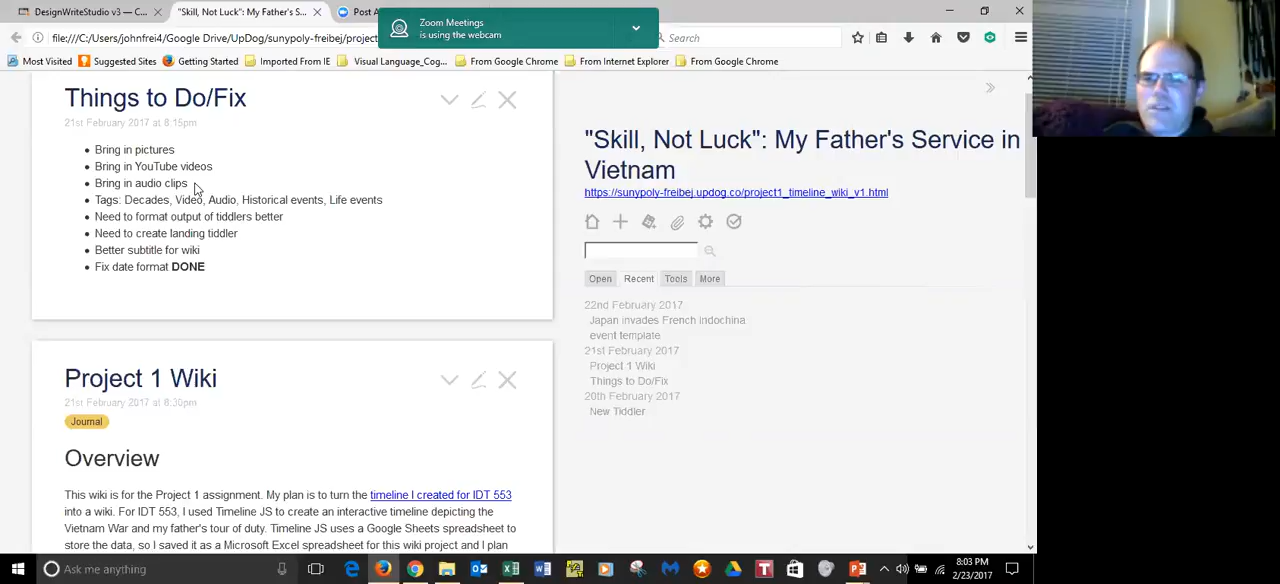 DesignWriteStudio v3 — C...
"Skill, Not Luck": My Father's S...
Post A
Zoom Meetings
is using the webcam
file:///C:/Users/johnfrei4/Google Drive/UpDog/sunypoly-freibej/project
Search
Most Visited
Suggested Sites
Getting Started
Imported From IE
Visual Language_Cog...
From Google Chrome
From Internet Explorer
From Google Chrome
Things to Do/Fix
21st February 2017 at 8:15pm
Bring in pictures
Bring in YouTube videos
Bring in audio clips
Tags: Decades, Video, Audio, Historical events, Life events
Need to format output of tiddlers better
Need to create landing tiddler
Better subtitle for wiki
Fix date format DONE
Project 1 Wiki
21st February 2017 at 6:30pm
Journal
Overview
This wiki is for the Project 1 assignment. My plan is to turn the timeline I created for IDT 553
into a wiki. For IDT 553, I used Timeline JS to create an interactive timeline depicting the
Vietnam War and my father's tour of duty. Timeline JS uses a Google Sheets spreadsheet to
store the data, so I saved it as a Microsoft Excel spreadsheet for this wiki project and I plan
"Skill, Not Luck": My Father's Service in
Vietnam
https://sunypoly-freibej.updog.co/project1_timeline_wiki_v1.html
Open
Recent
Tools
More
22nd February 2017
Japan invades French Indochina
event template
21st February 2017
Project 1 Wiki
Things to Do/Fix
20th February 2017
New Tiddler
Ask me anything
8:03 PM
2/23/2017